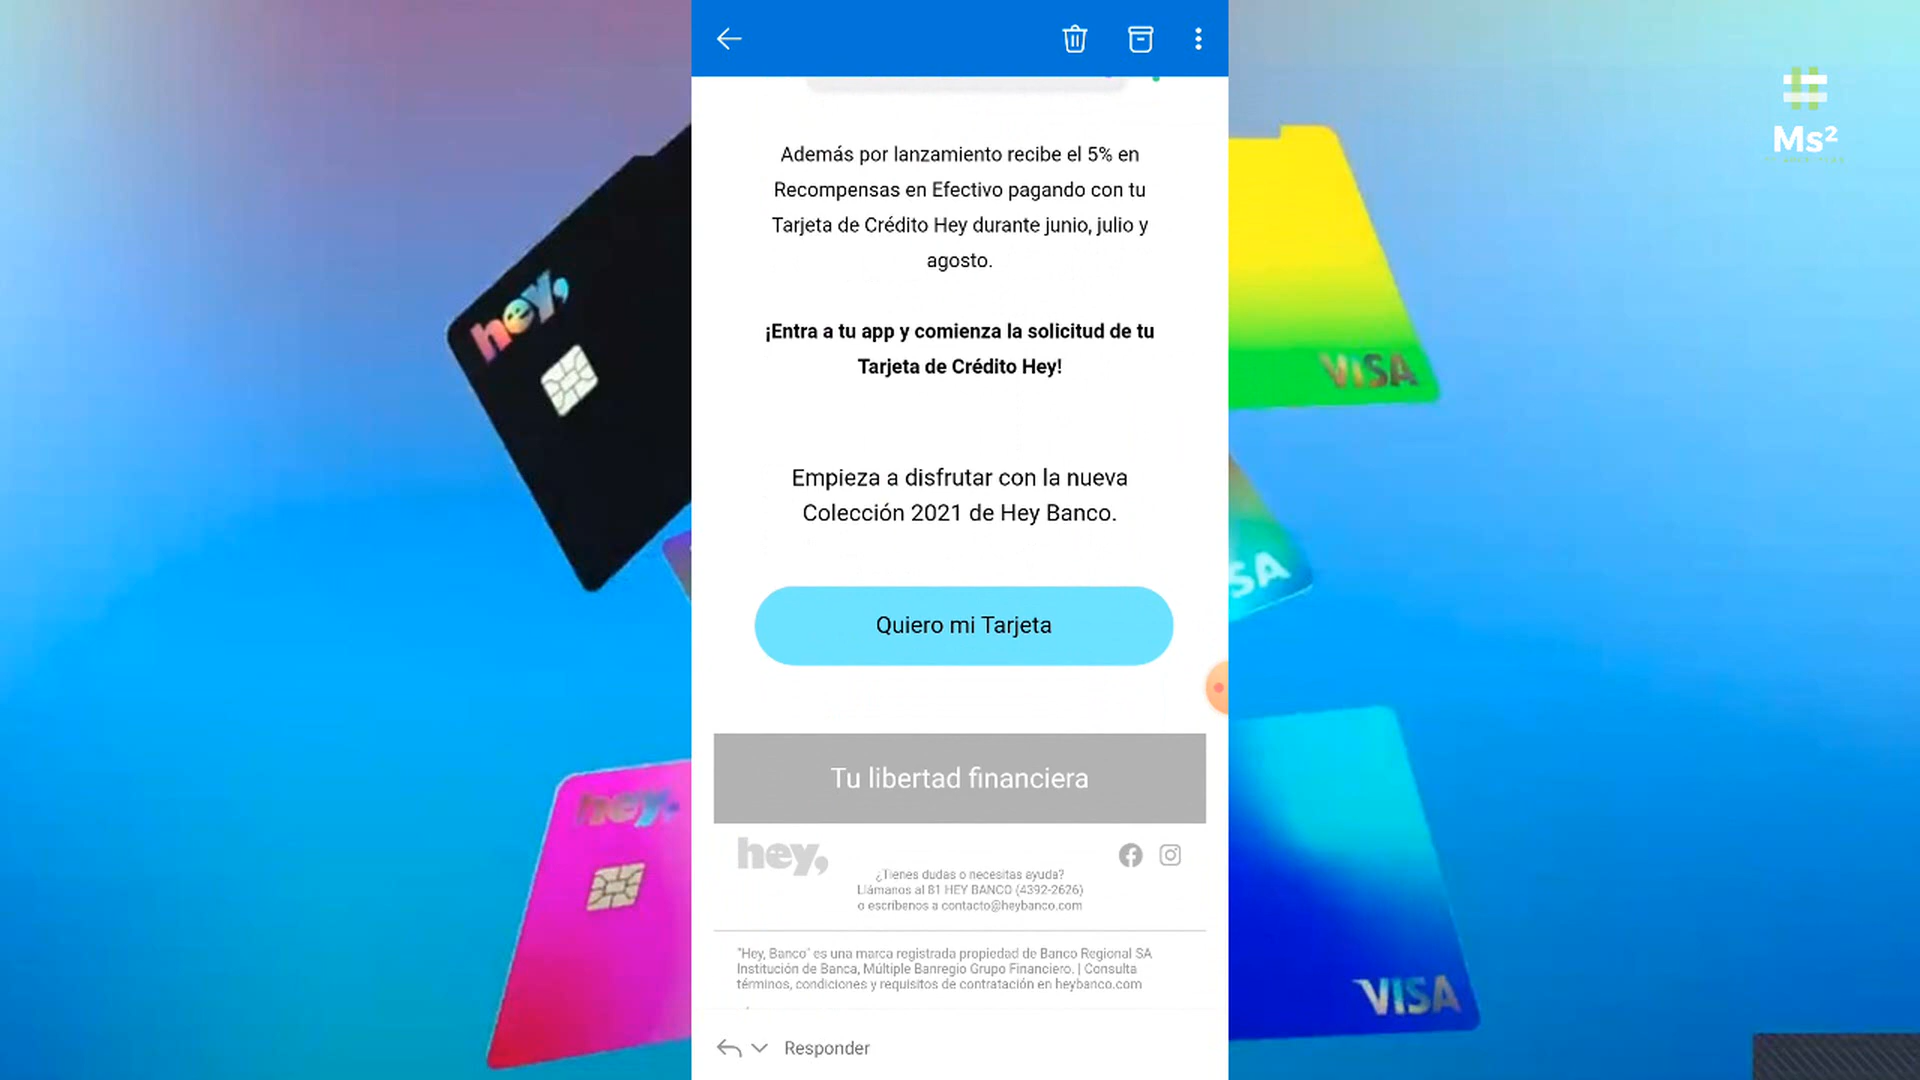 Además por lanzamiento recibe el 5% en
Recompensas en Efectivo pagando con tu
Tarjeta de Crédito Hey durante junio, julio y
agosto.
¡Entra a tu app y comienza la solicitud de tu
Tarjeta de Crédito Hey!
Empieza a disfrutar con la nueva
Colección 2021 de Hey Banco.
Quiero mi Tarjeta
Tu libertad financiera
hey,
¿Tienes dudas o necesitas ayuda?
Llámanos al 81 HEY BANCO (4392-2626)
o escríbenos a contacto@heybanco.com
"Hey, Banco" es una marca registrada propiedad de Banco Regional SA
Institución de Banca, Múltiple Banregio Grupo Financiero. | Consulta
términos, condiciones y requisitos de contratación en heybanco.com
Responder
hey,
hey,
VISA
SA
VISA
Ms²